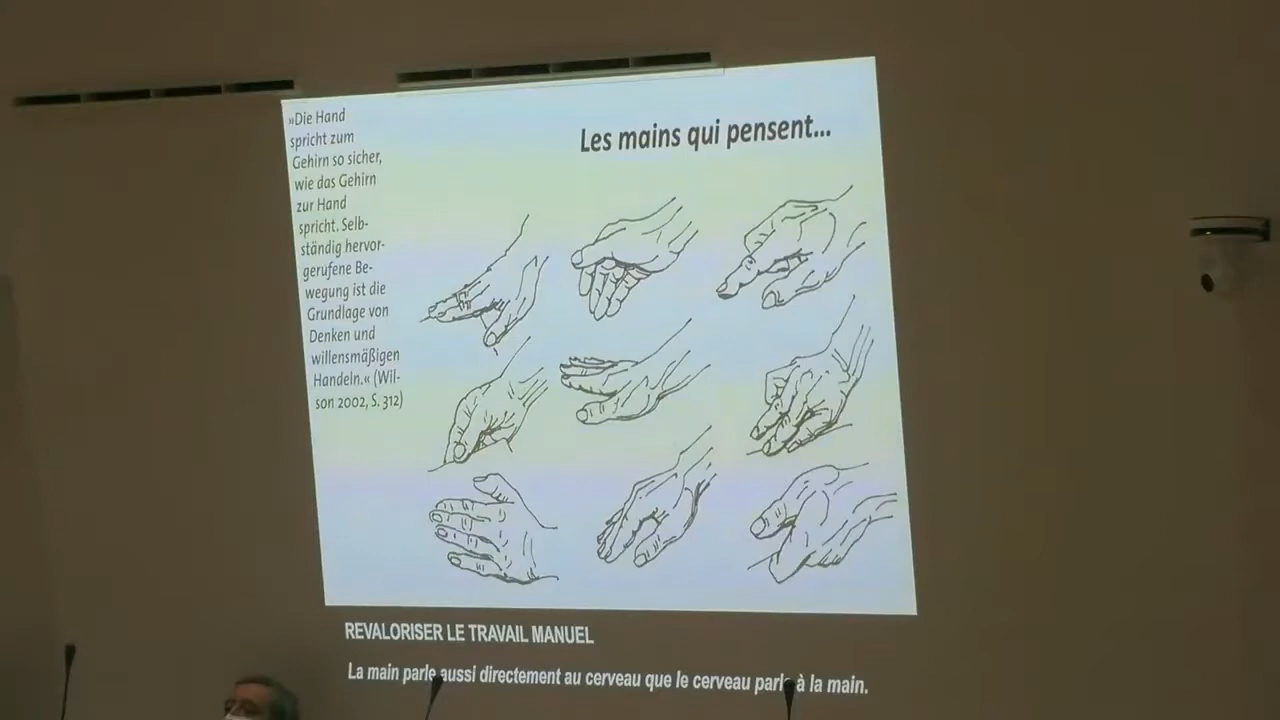 »Die Hand
spricht zum
Gehirn so sicher,
wie das Gehirn
zur Hand
spricht. Selb-
ständig hervor-
gerufene Be-
wegung ist die
Grundlage von
Denken und
willensmäßigen
Handeln.« (Wil-
son 2002, S. 312)
Les mains qui pensent...
REVALORISER LE TRAVAIL MANUEL
La main parle aussi directement au cerveau que le cerveau parle à la main.